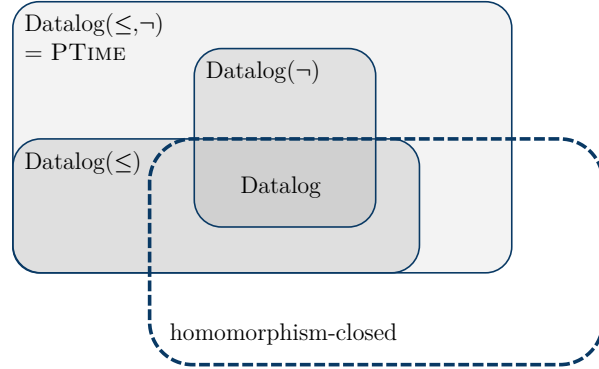 Datalog(≤,¬)
= PTIME
Datalog(¬)
Datalog(≤)
Datalog
homomorphism-closed